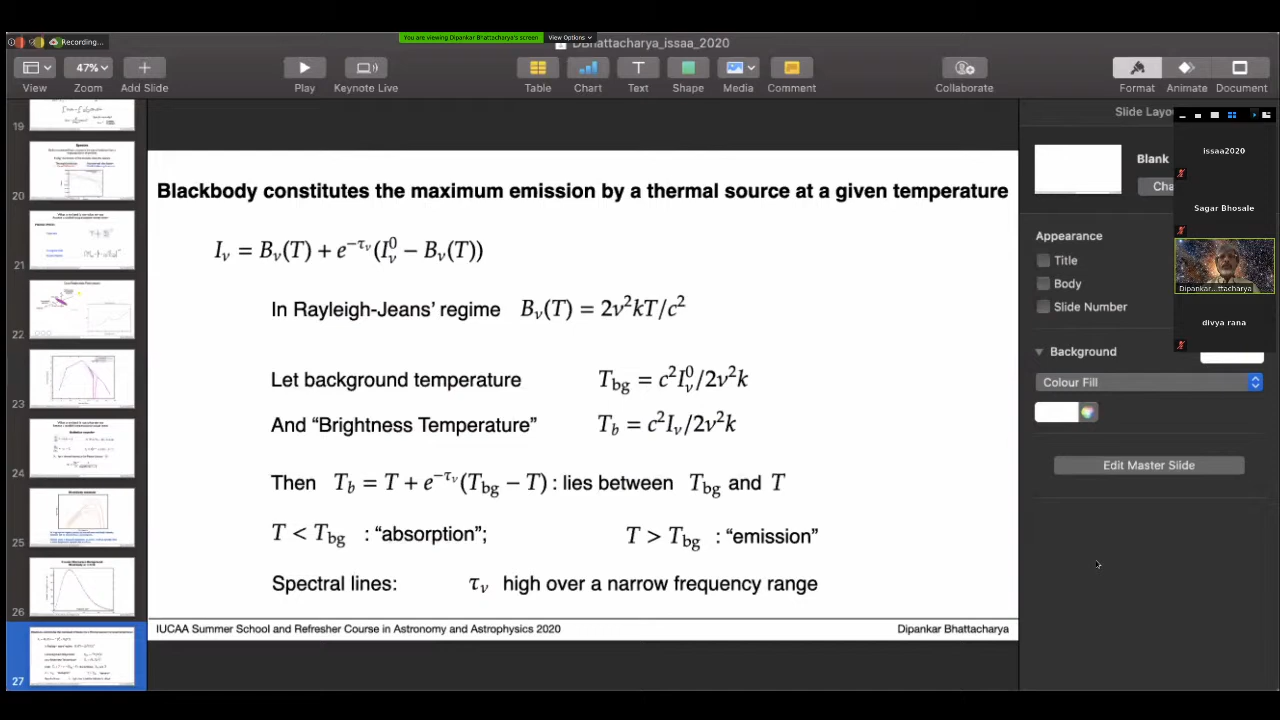 Recording...
You are viewing Dipankar Bhattacharya's screen
View Options
DBhattacharya_issaa_2020
47%
View
Zoom
Add Slide
Play
Keynote Live
Table
Chart
Text
Shape
Media
Comment
Collaborate
Format
Animate
Document
19
20
21
22
23
24
25
26
27
Blackbody constitutes the maximum emission by a thermal source at a given temperature
I_ν = B_ν(T) + e^{−τ_ν}(I_ν^0 − B_ν(T))
In Rayleigh-Jeans' regime B_ν(T) = 2ν²kT/c²
Let background temperature T_bg = c²I_ν^0/2ν²k
And “Brightness Temperature” T_b = c²I_ν/2ν²k
Then T_b = T + e^{−τ_ν}(T_bg − T) : lies between T_bg and T
T < T_bg : “absorption”; T > T_bg : “emission”
Spectral lines: τ_ν high over a narrow frequency range
IUCAA Summer School and Refresher Course in Astronomy and Astrophysics 2020
Dipankar Bhattacharya
Slide Layou
Blank
Cha
Appearance
Title
Body
Slide Number
Background
Colour Fill
Edit Master Slide
issaa2020
Sagar Bhosale
Dipankar...ttacharya
divya rana